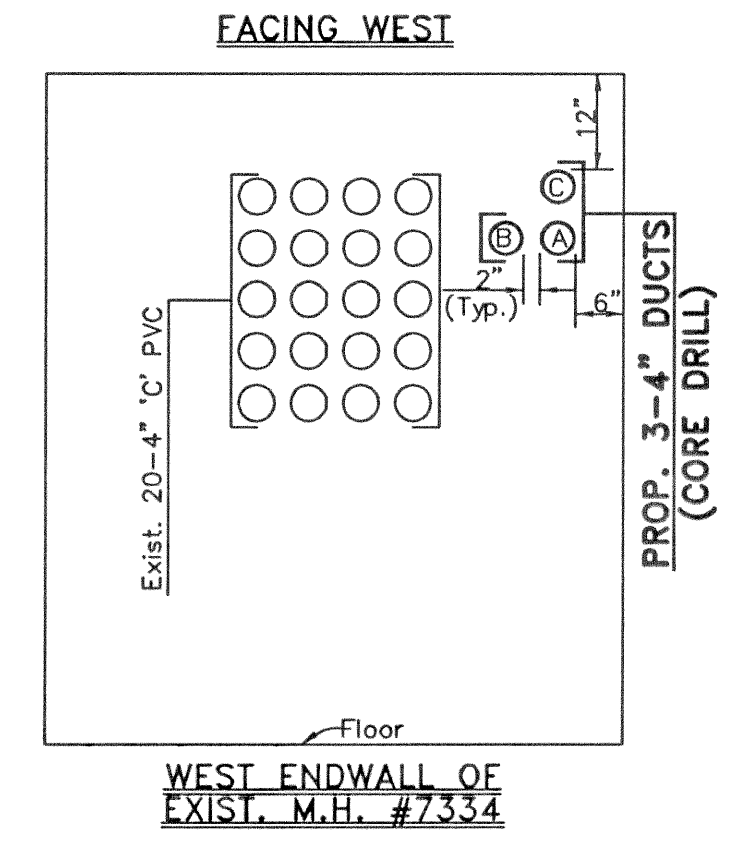 FACING WEST
12"
C
B
A
2"
(Typ.)
6"
Exist. 20-4" 'C' PVC
PROP. 3-4" DUCTS
(CORE DRILL)
Floor
WEST ENDWALL OF
EXIST. M.H. #7334